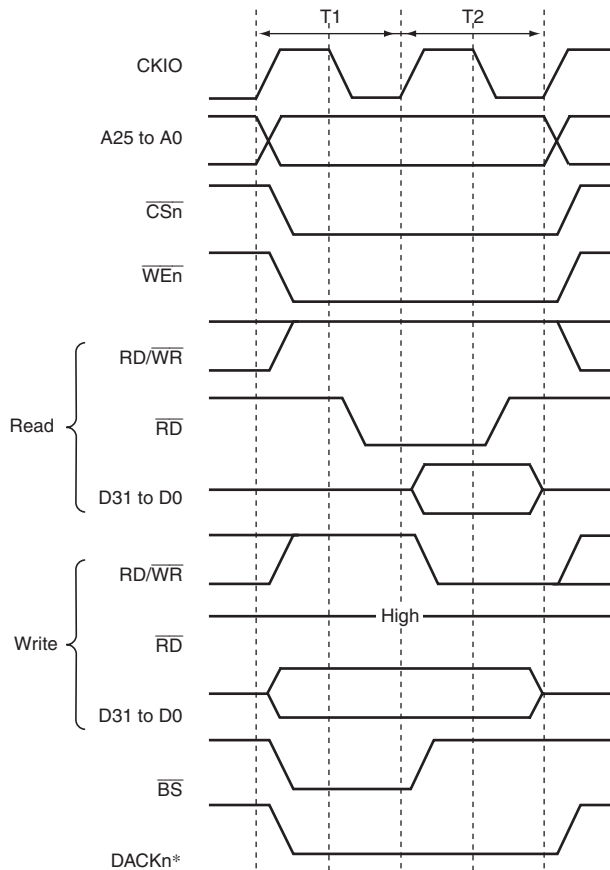 T1 T2
CKIO
A25 to A0
CSn
WEn
RD/WR
Read
RD
D31 to D0
RD/WR
High
Write
RD
D31 to D0
BS
DACKn*